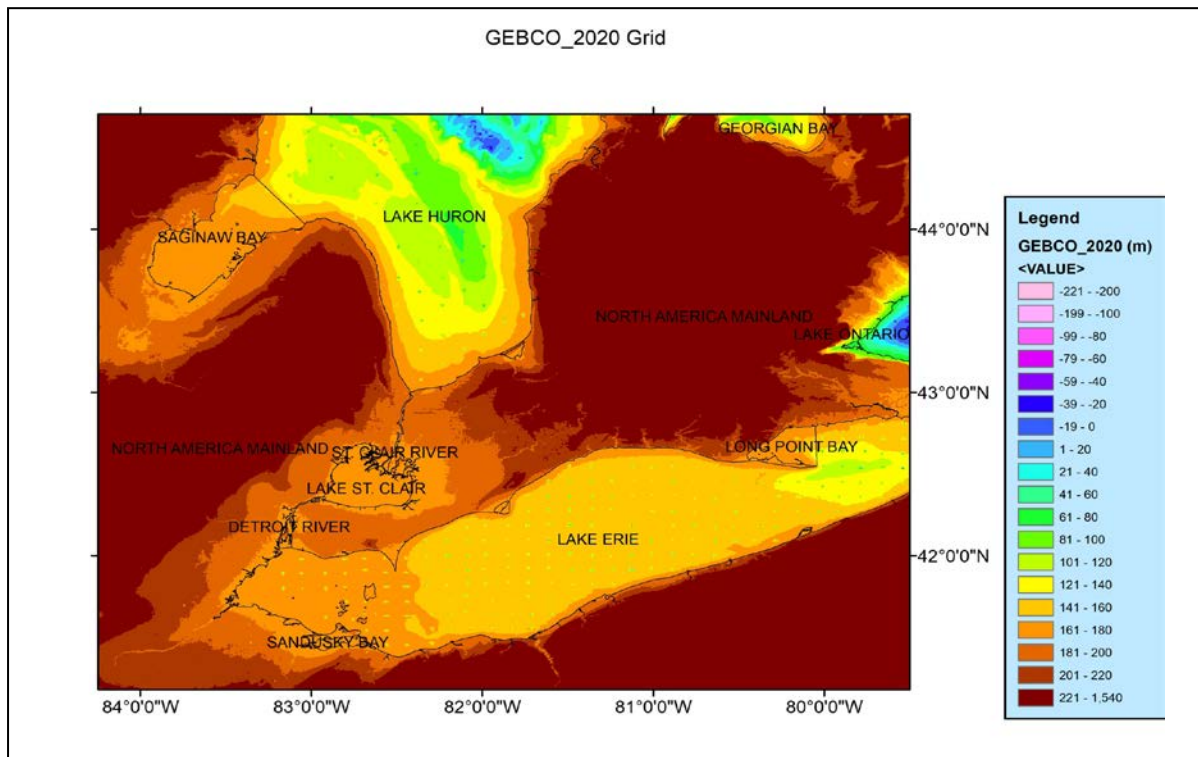 GEBCO_2020 Grid
GEORGIAN BAY
LAKE HURON
44°0'0"N
SAGINAW BAY
NORTH AMERICA MAINLAND
LAKE ONTARIO
43°0'0"N
NORTH AMERICA MAINLAND
ST. CLAIR RIVER
LONG POINT BAY
LAKE ST. CLAIR
DETROIT RIVER
LAKE ERIE
42°0'0"N
SANDUSKY BAY
84°0'0"W
83°0'0"W
82°0'0"W
81°0'0"W
80°0'0"W
Legend
GEBCO_2020 (m)
<VALUE>
-221 - -200
-199 - -100
-99 - -80
-79 - -60
-59 - -40
-39 - -20
-19 - 0
1 - 20
21 - 40
41 - 60
61 - 80
81 - 100
101 - 120
121 - 140
141 - 160
161 - 180
181 - 200
201 - 220
221 - 1,540